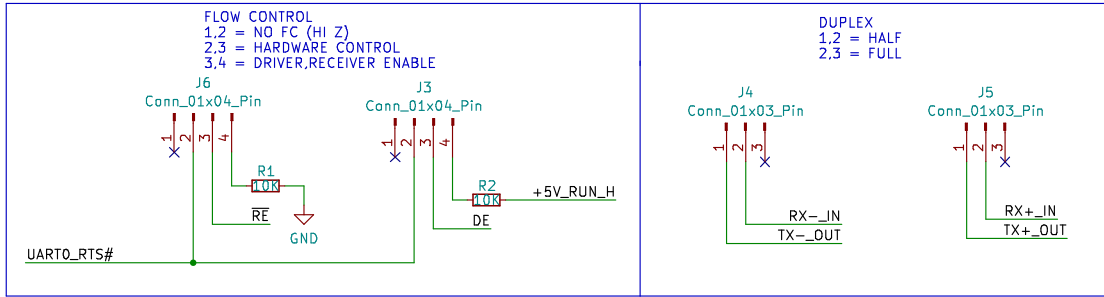 FLOW CONTROL
1,2 = NO FC (HI Z)
2,3 = HARDWARE CONTROL
3,4 = DRIVER,RECEIVER ENABLE
DUPLEX
1,2 = HALF
2,3 = FULL
J6
Conn_01x04_Pin
1
2
3
4
R1
10K
RE
GND
UART0_RTS#
J3
Conn_01x04_Pin
1
2
3
4
R2
10K
+5V_RUN_H
DE
J4
Conn_01x03_Pin
1
2
3
RX-_IN
TX-_OUT
J5
Conn_01x03_Pin
1
2
3
RX+_IN
TX+_OUT